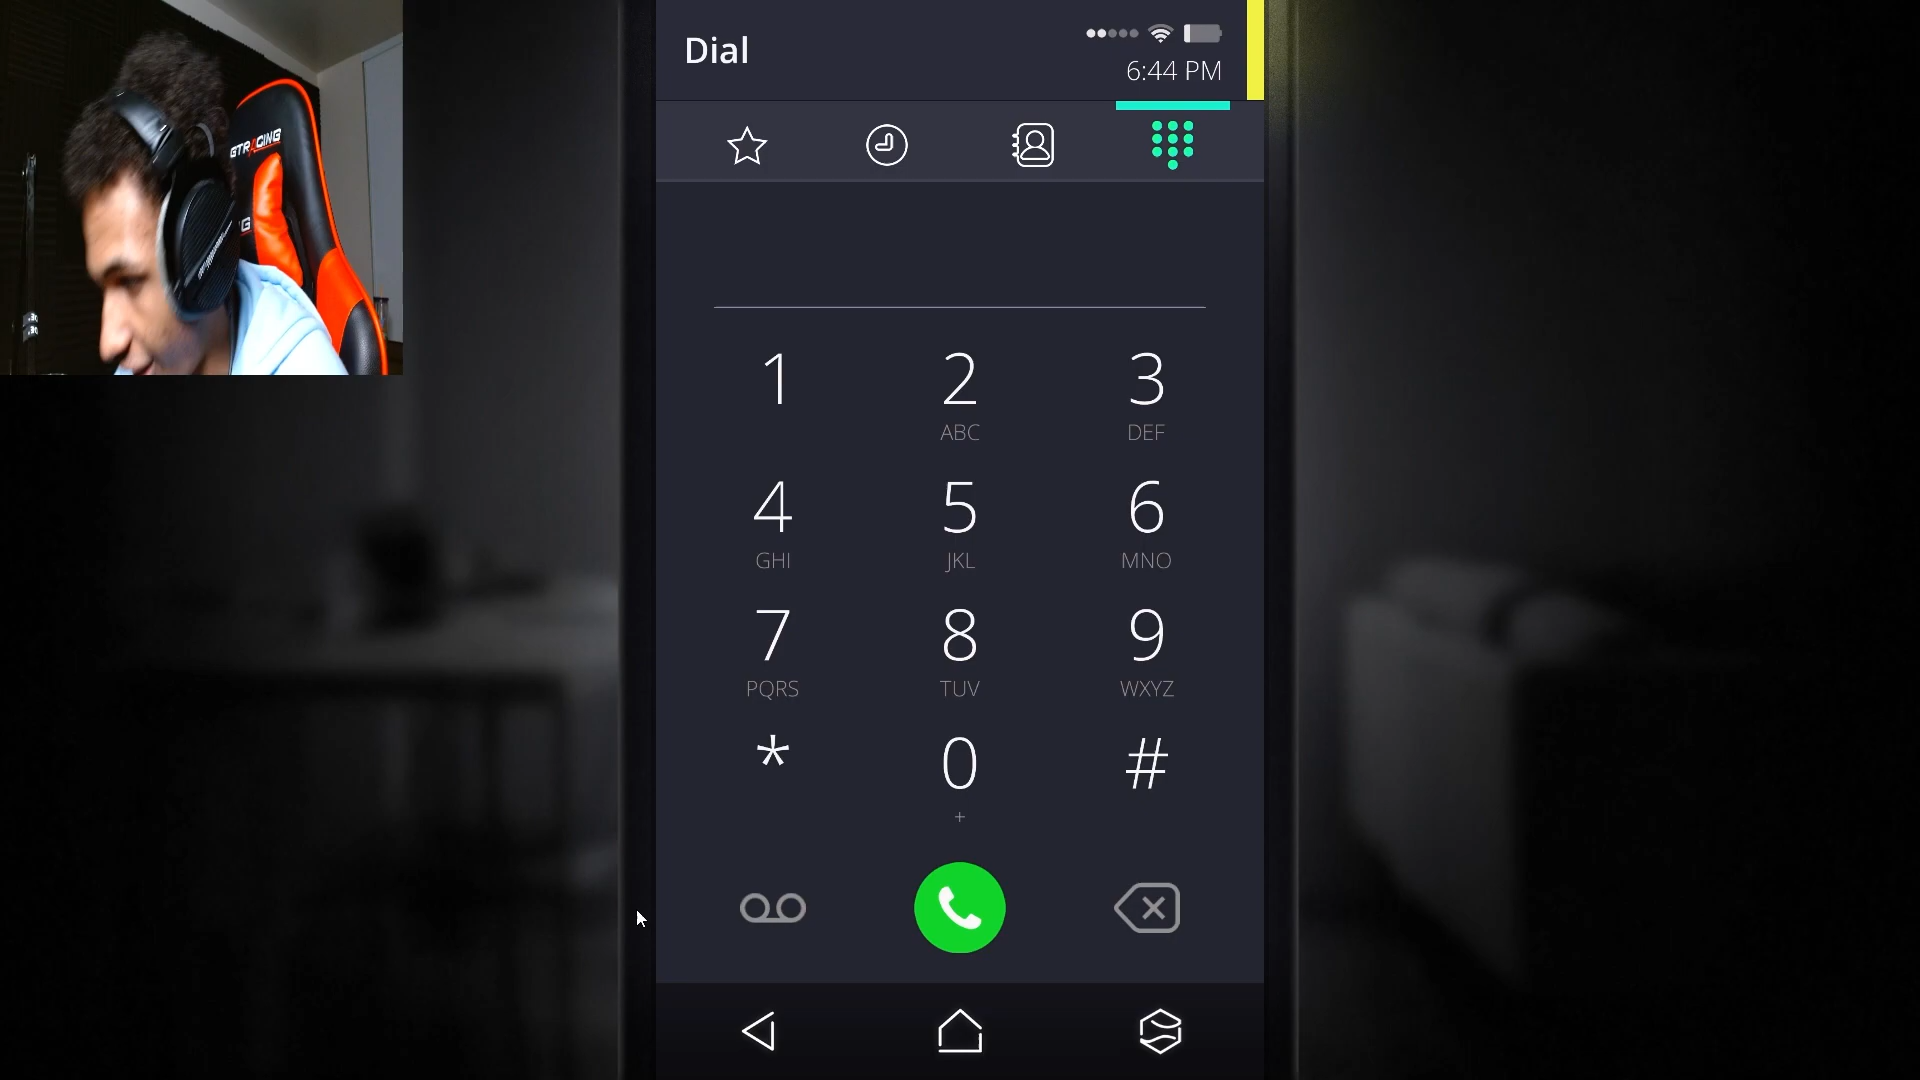 Dial
6:44 PM
GTRACING
G
1
2
3
ABC
DEF
4
5
6
GHI
JKL
MNO
7
8
9
PQRS
TUV
WXYZ
*
0
#
+